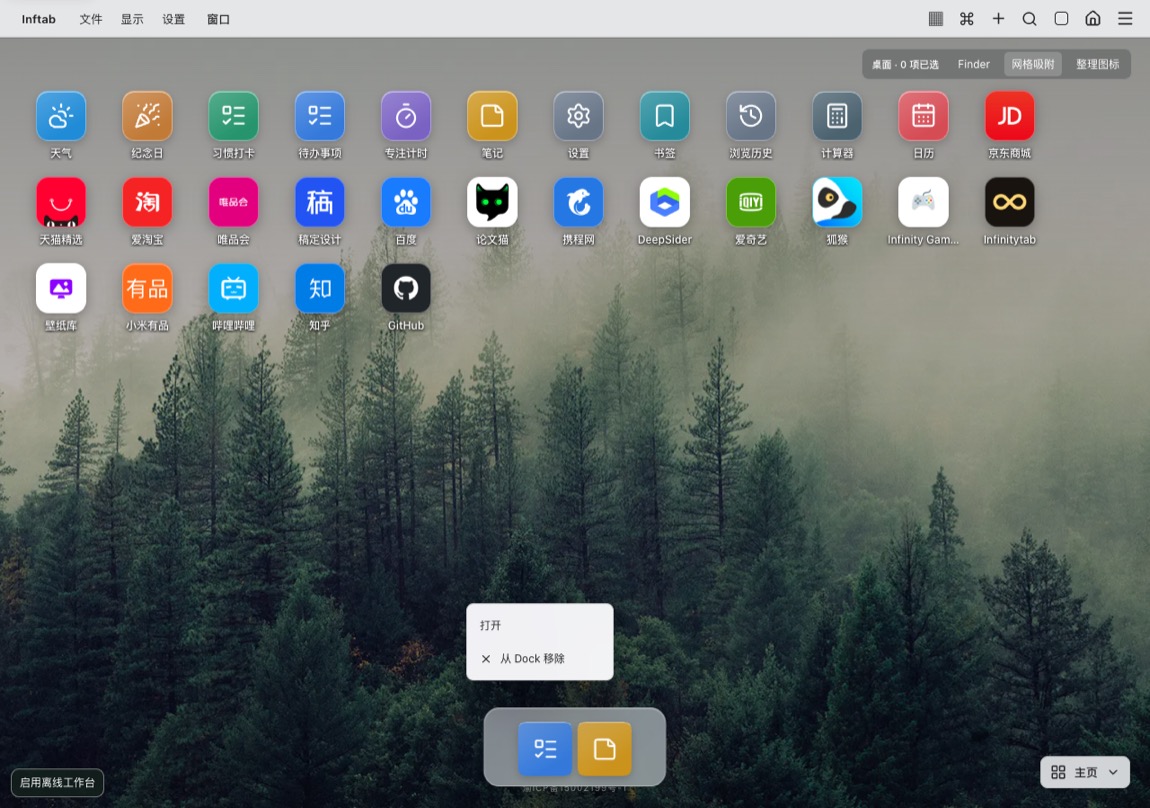 Inftab 文件 显示 设置 窗口
桌面 · 0 项已选 Finder 网格吸附 整理图标
JD
天气 纪念日 习惯打卡 待办事项 专注计时 笔记 设置 书签 浏览历史 计算器 日历 京东商城
淘 唯品会 稿 du QIY
天猫精选 爱淘宝 唯品会 稿定设计 百度 论文猫 携程网 DeepSider 爱奇艺 狐猴 Infinity Gam... Infinitytab
有品 知
壁纸库 小米有品 哔哩哔哩 知乎 GitHub
打开
从 Dock 移除
主页
启用离线工作台